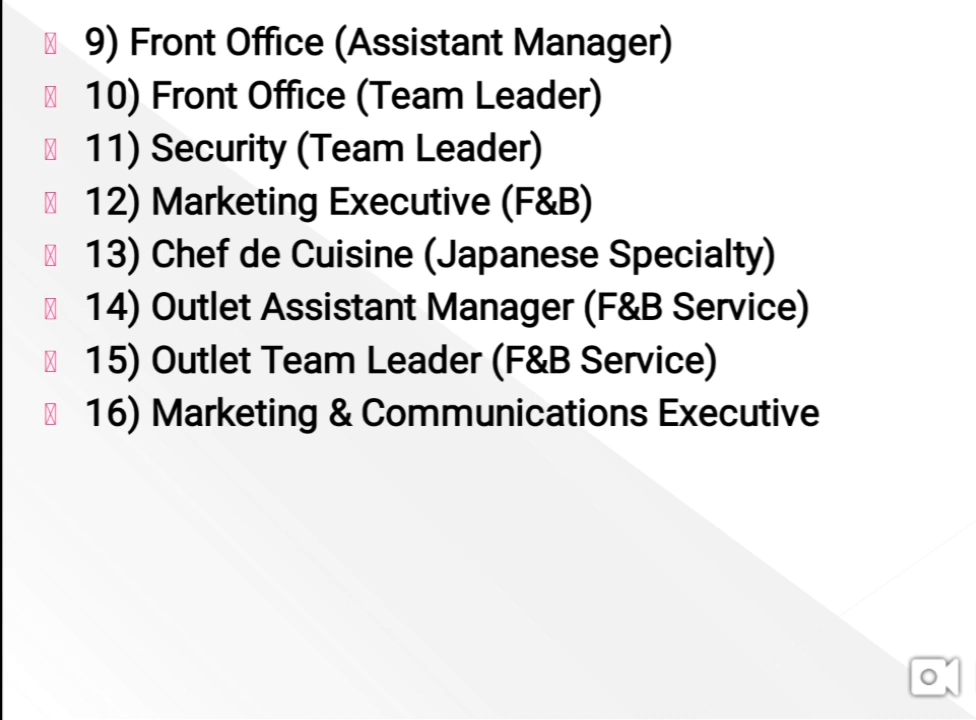 9) Front Office (Assistant Manager)
10) Front Office (Team Leader)
11) Security (Team Leader)
12) Marketing Executive (F&B)
13) Chef de Cuisine (Japanese Specialty)
14) Outlet Assistant Manager (F&B Service)
15) Outlet Team Leader (F&B Service)
16) Marketing & Communications Executive